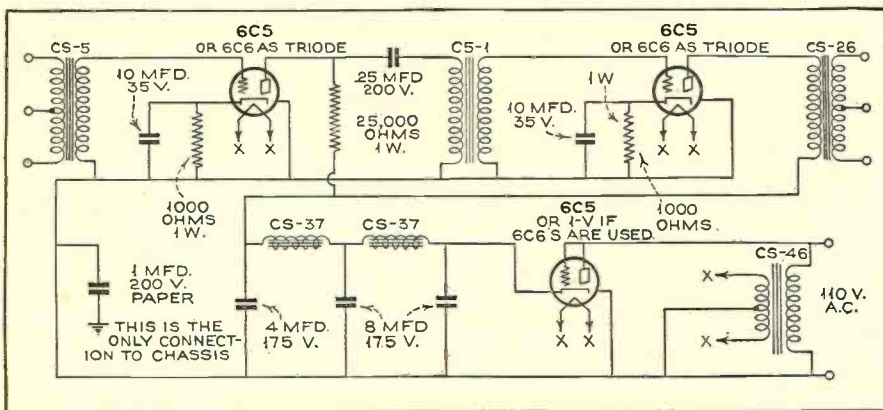 6C5
OR 6C6 AS TRIODE
CS-5
10 MFD.
35 V.
X X
1000
OHMS
1W.
.25 MFD
200 V.
25,000
OHMS
1W.
CS-1
6C5
OR 6C6 AS TRIODE
1W
10 MFD.
35 V.
X X
1000
OHMS.
CS-26
1 MFD.
200 V.
PAPER
THIS IS THE
ONLY CONNECT-
ION TO CHASSIS
CS-37
CS-37
4 MFD.
175 V.
8 MFD
175 V.
6C5
OR 1-V IF
6C6'S ARE USED.
X X
CS-46
X
X
110 V.
A.C.